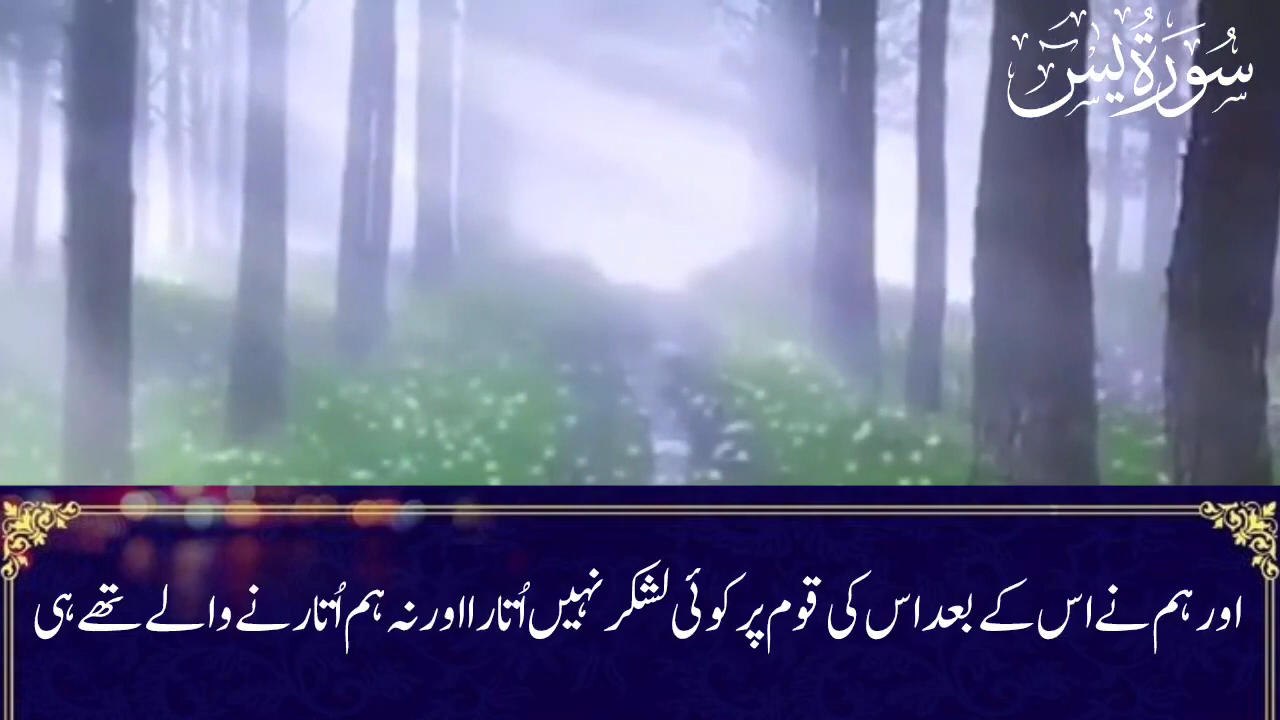 سُورَۃُ یٰسٓ
اور ہم نے اس کے بعد اس کی قوم پر کوئی لشکر نہیں اُتارا اور نہ ہم اُتارنے والے تھے ہی